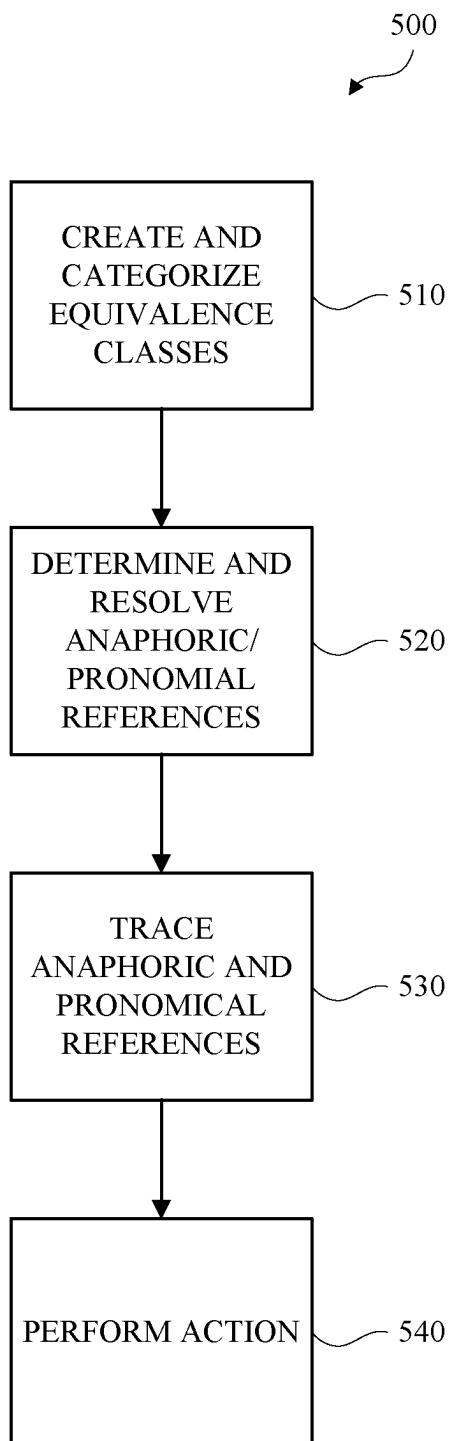 500
CREATE AND
CATEGORIZE
EQUIVALENCE
CLASSES
510
DETERMINE AND
RESOLVE
ANAPHORIC/
PRONOMIAL
REFERENCES
520
TRACE
ANAPHORIC AND
PRONOMICAL
REFERENCES
530
PERFORM ACTION
540